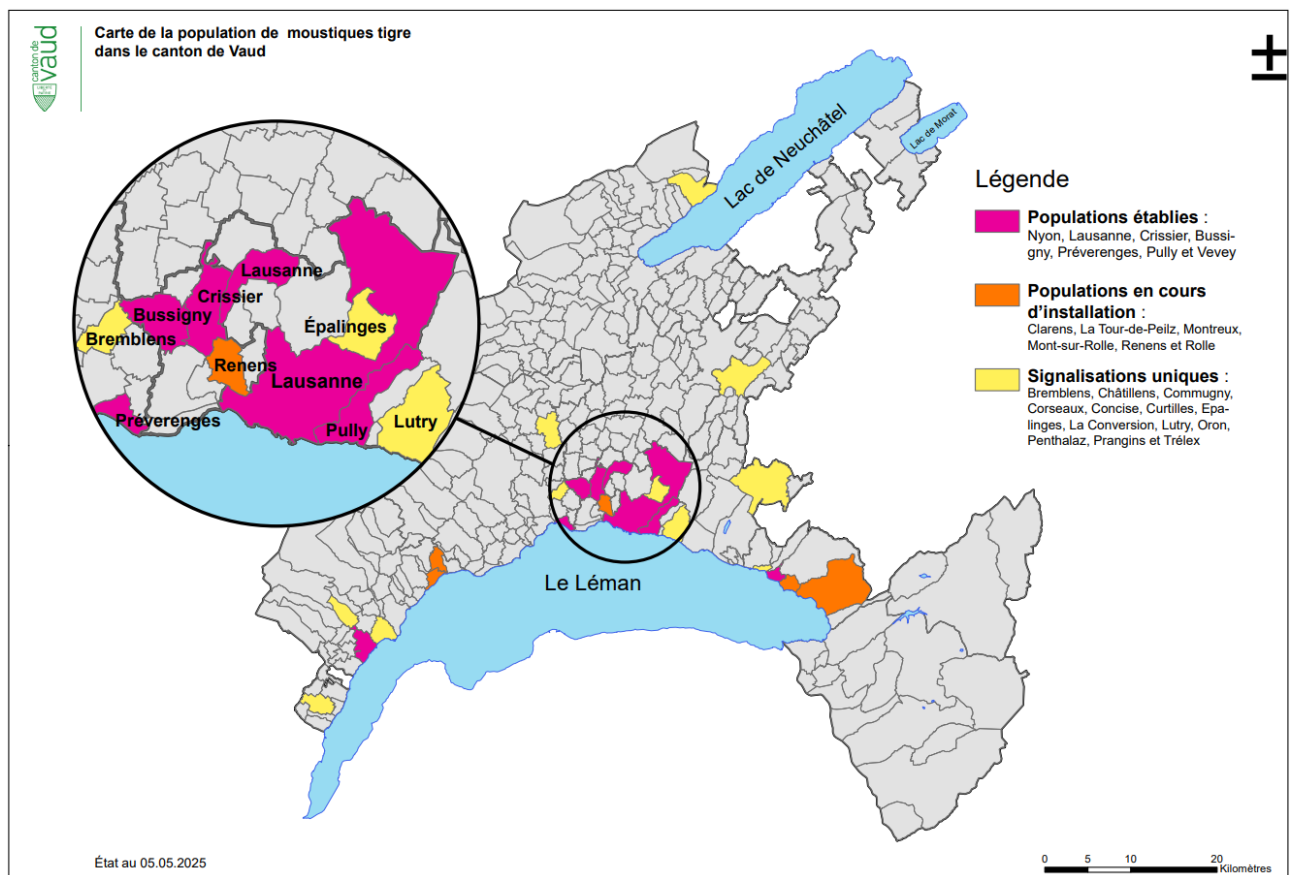 canton de
vaud
LIBERTÉ
ET
PATRIE
Carte de la population de  moustiques tigre
dans le canton de Vaud
Lac de Neuchâtel
Lac de Morat
Lausanne
Crissier
Bussigny
Bremblens
Épalinges
Renens
Lausanne
Préverenges
Pully
Lutry
Le Léman
Légende
Populations établies :
Nyon, Lausanne, Crissier, Bussi-
gny, Préverenges, Pully et Vevey
Populations en cours
d'installation :
Clarens, La Tour-de-Peilz, Montreux,
Mont-sur-Rolle, Renens et Rolle
Signalisations uniques :
Bremblens, Châtillens, Commugny,
Corseaux, Concise, Curtilles, Epa-
linges, La Conversion, Lutry, Oron,
Penthalaz, Prangins et Trélex
État au 05.05.2025
0 5 10 20
Kilomètres